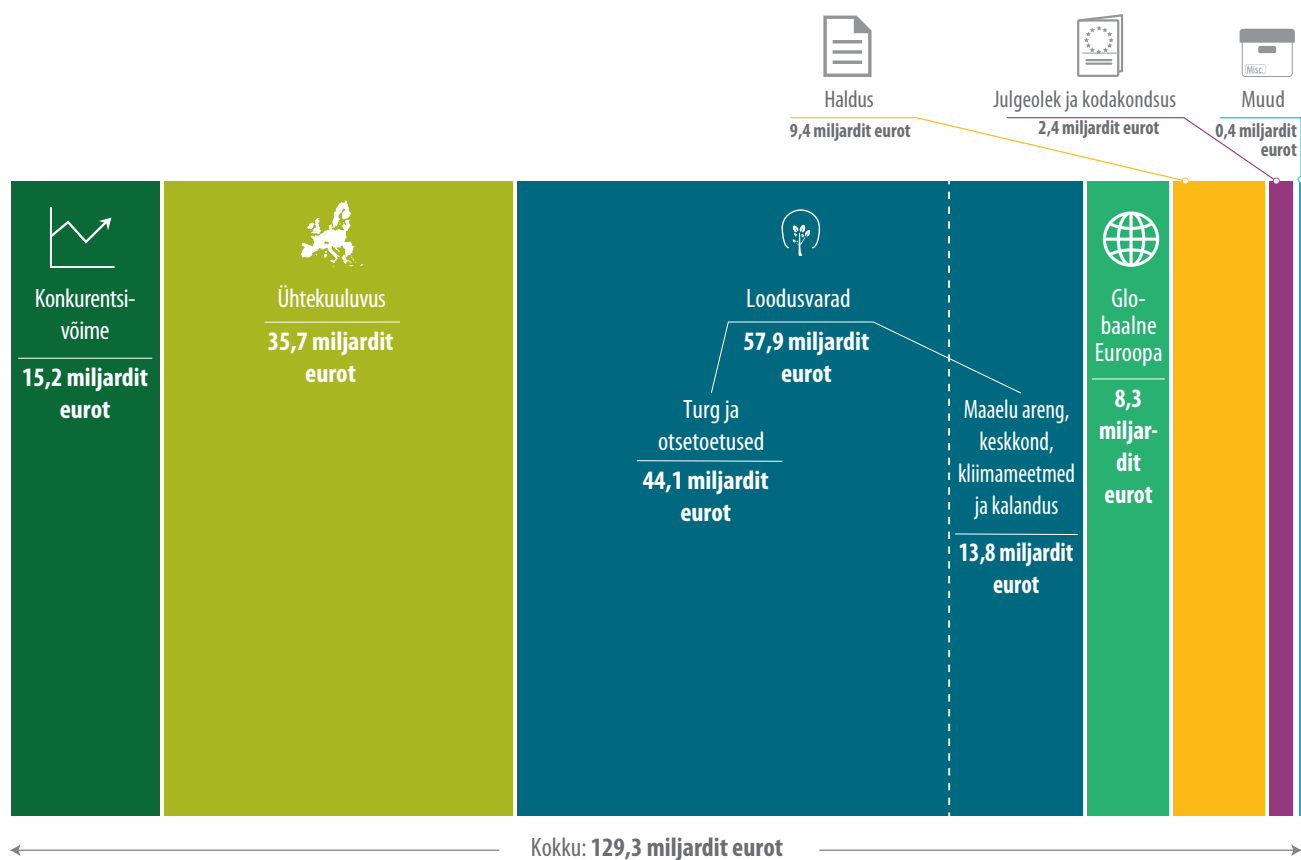 Haldus
9,4 miljardit eurot
Julgeolek ja kodakondsus
2,4 miljardit eurot
Misc.
Muud
0,4 miljardit
eurot
Konkurentsi-
võime
15,2 miljardit
eurot
Ühtekuuluvus
35,7 miljardit
eurot
Loodusvarad
57,9 miljardit
eurot
Turg ja
otsetoetused
44,1 miljardit
eurot
Maaelu areng,
keskkond,
kliimameetmed
ja kalandus
13,8 miljardit
eurot
Glo-
baalne
Euroopa
8,3
miljar-
dit
eurot
Kokku: 129,3 miljardit eurot